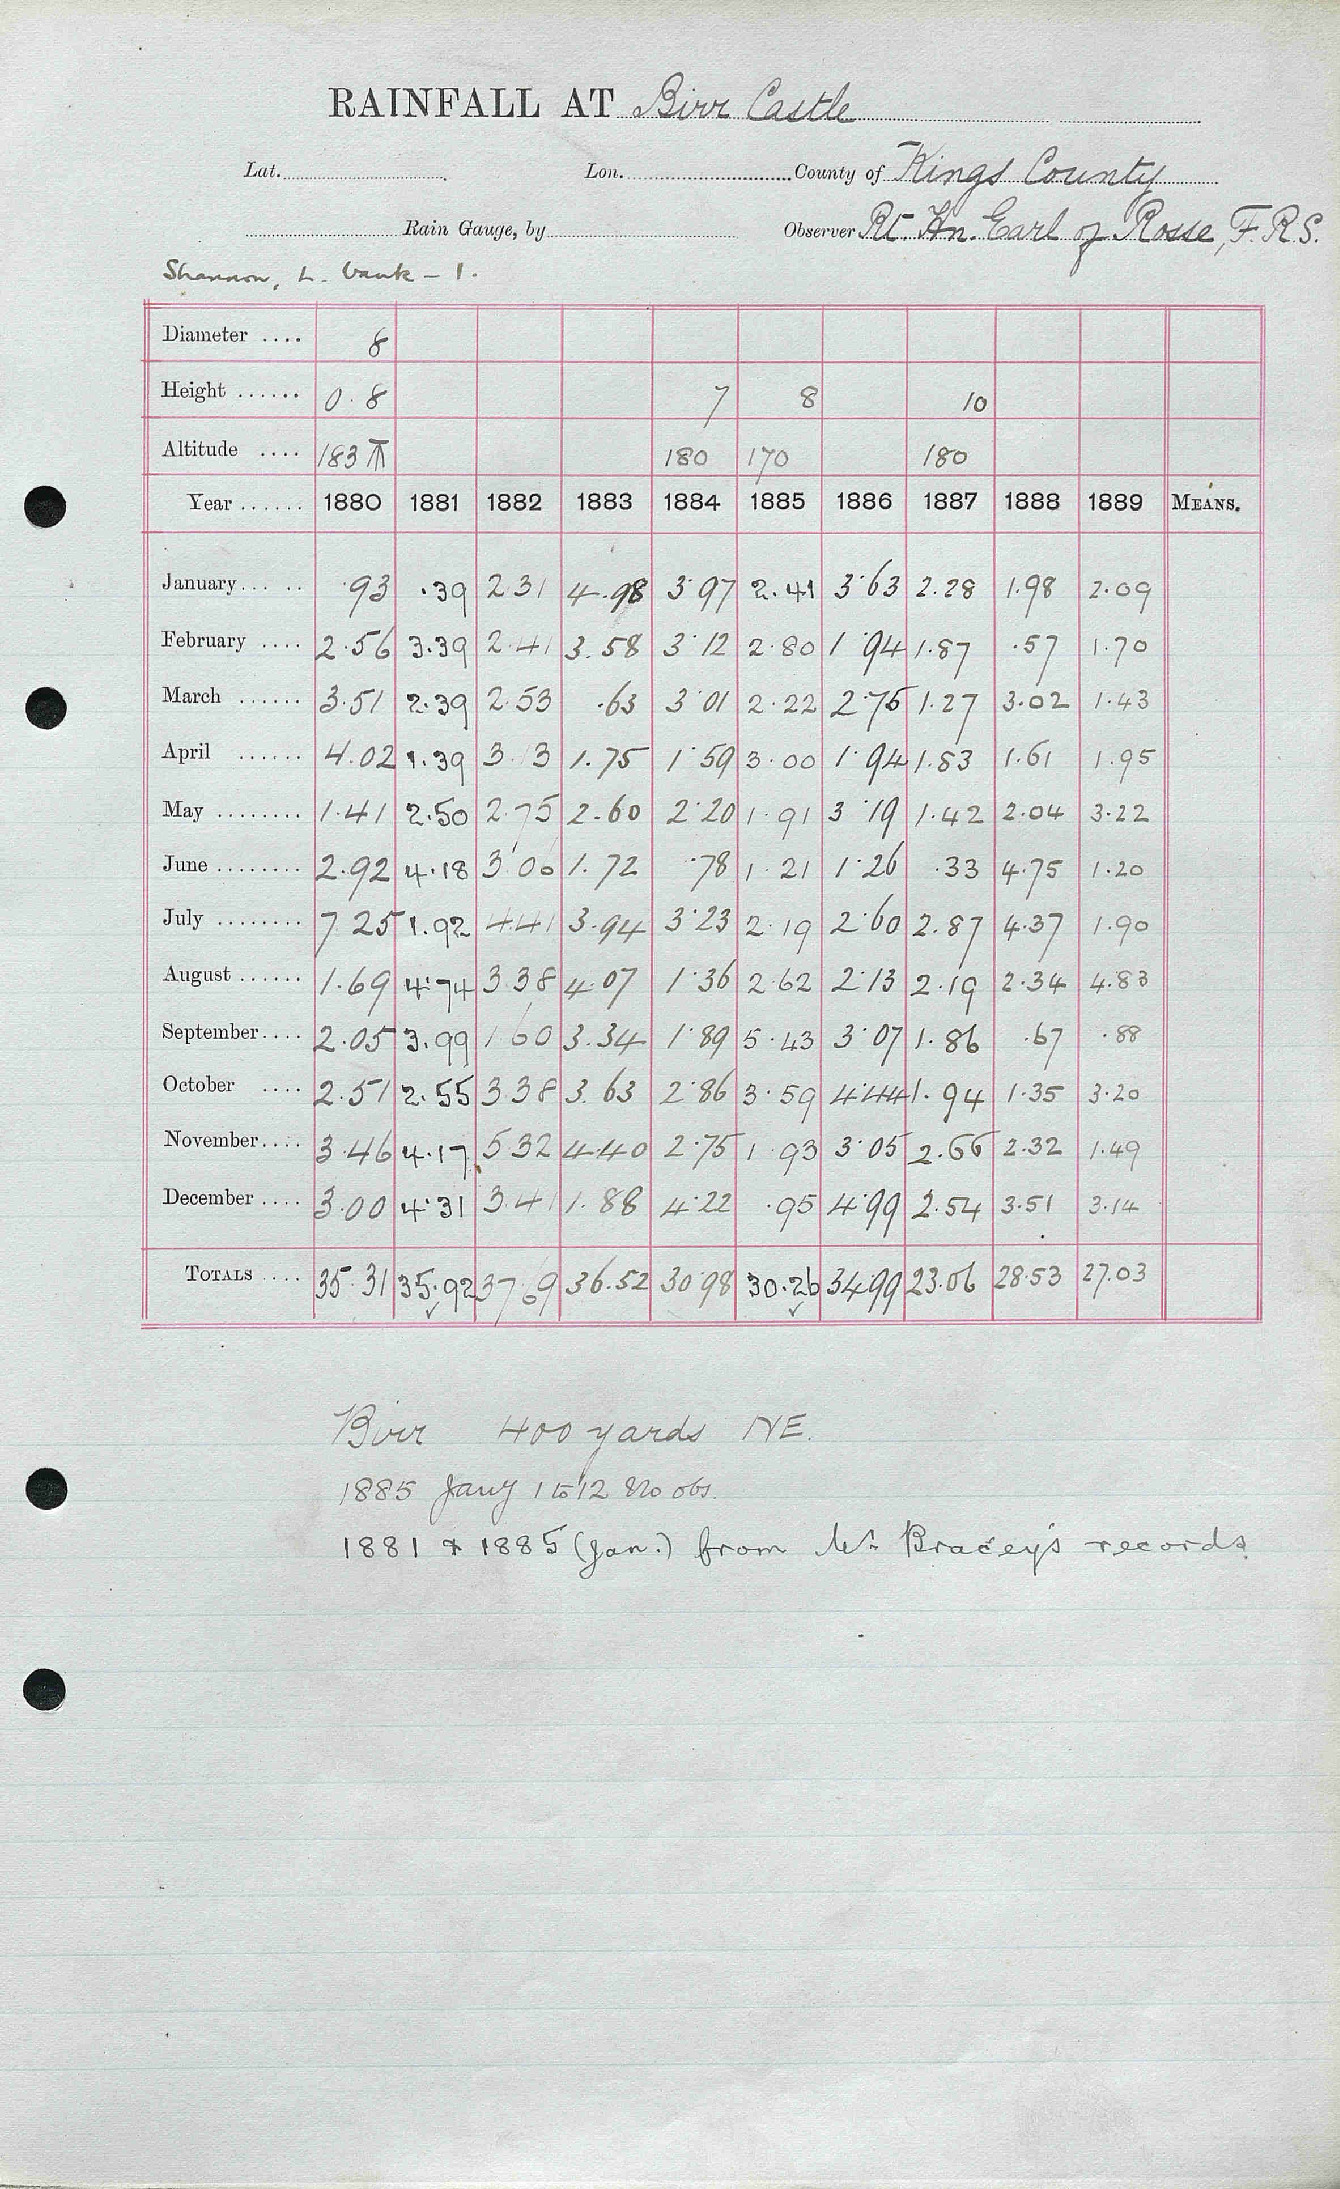 RAINFALL AT Birr Castle
Lat. Lon. County of Kings County
Rain Gauge, by Observer Rt. Hn. Earl of Rosse, F.R.S.
Shannon, L. bank - 1.
Diameter .... 8
Height ...... 0.8 7 8 10
Altitude .... 183 180 170 180
Year ...... 1880 1881 1882 1883 1884 1885 1886 1887 1888 1889 MEANS.
January ... .. .93 .39 2.31 4.98 3.97 2.41 3.63 2.28 1.98 2.09
February .... 2.56 3.39 2.41 3.58 3.12 2.80 1.94 1.87 .57 1.70
March ...... 3.51 2.39 2.53 .63 3.01 2.22 2.75 1.27 3.02 1.43
April ...... 4.02 1.39 3.13 1.75 1.59 3.00 1.94 1.83 1.61 1.95
May ........ 1.41 2.50 2.75 2.60 2.20 1.91 3.19 1.42 2.04 3.22
June ........ 2.92 4.18 3.06 1.72 .78 1.21 1.26 .33 4.75 1.20
July ........ 7.25 1.92 4.41 3.94 3.23 2.19 2.60 2.87 4.37 1.90
August ...... 1.69 4.74 3.38 4.07 1.36 2.62 2.13 2.19 2.34 4.83
September .... 2.05 3.99 1.60 3.34 1.89 5.43 3.07 1.86 .67 .88
October .... 2.51 2.55 3.38 3.63 2.86 3.59 4.44 1.94 1.35 3.20
November .... 3.46 4.17 5.32 4.40 2.75 1.93 3.05 2.66 2.32 1.49
December .... 3.00 4.31 3.41 1.88 4.22 .95 4.99 2.54 3.51 3.14
TOTALS .... 35.31 35.92 37.69 36.52 30.98 30.26 34.99 23.06 28.53 27.03
Birr 400 yards NE.
1885 Jany 1 to 12 no obs.
1881 & 1885 (Jan.) from Mr Bracey's records